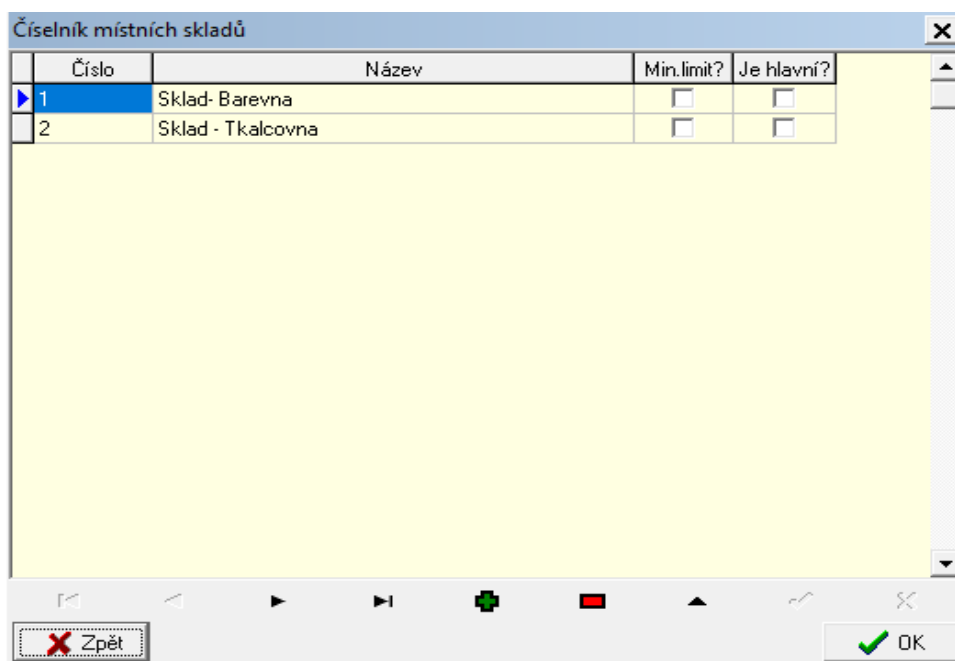 Číselník místních skladů
Číslo Název Min.limit? Je hlavní?
1 Sklad- Barevna
2 Sklad - Tkalcovna
Zpět OK